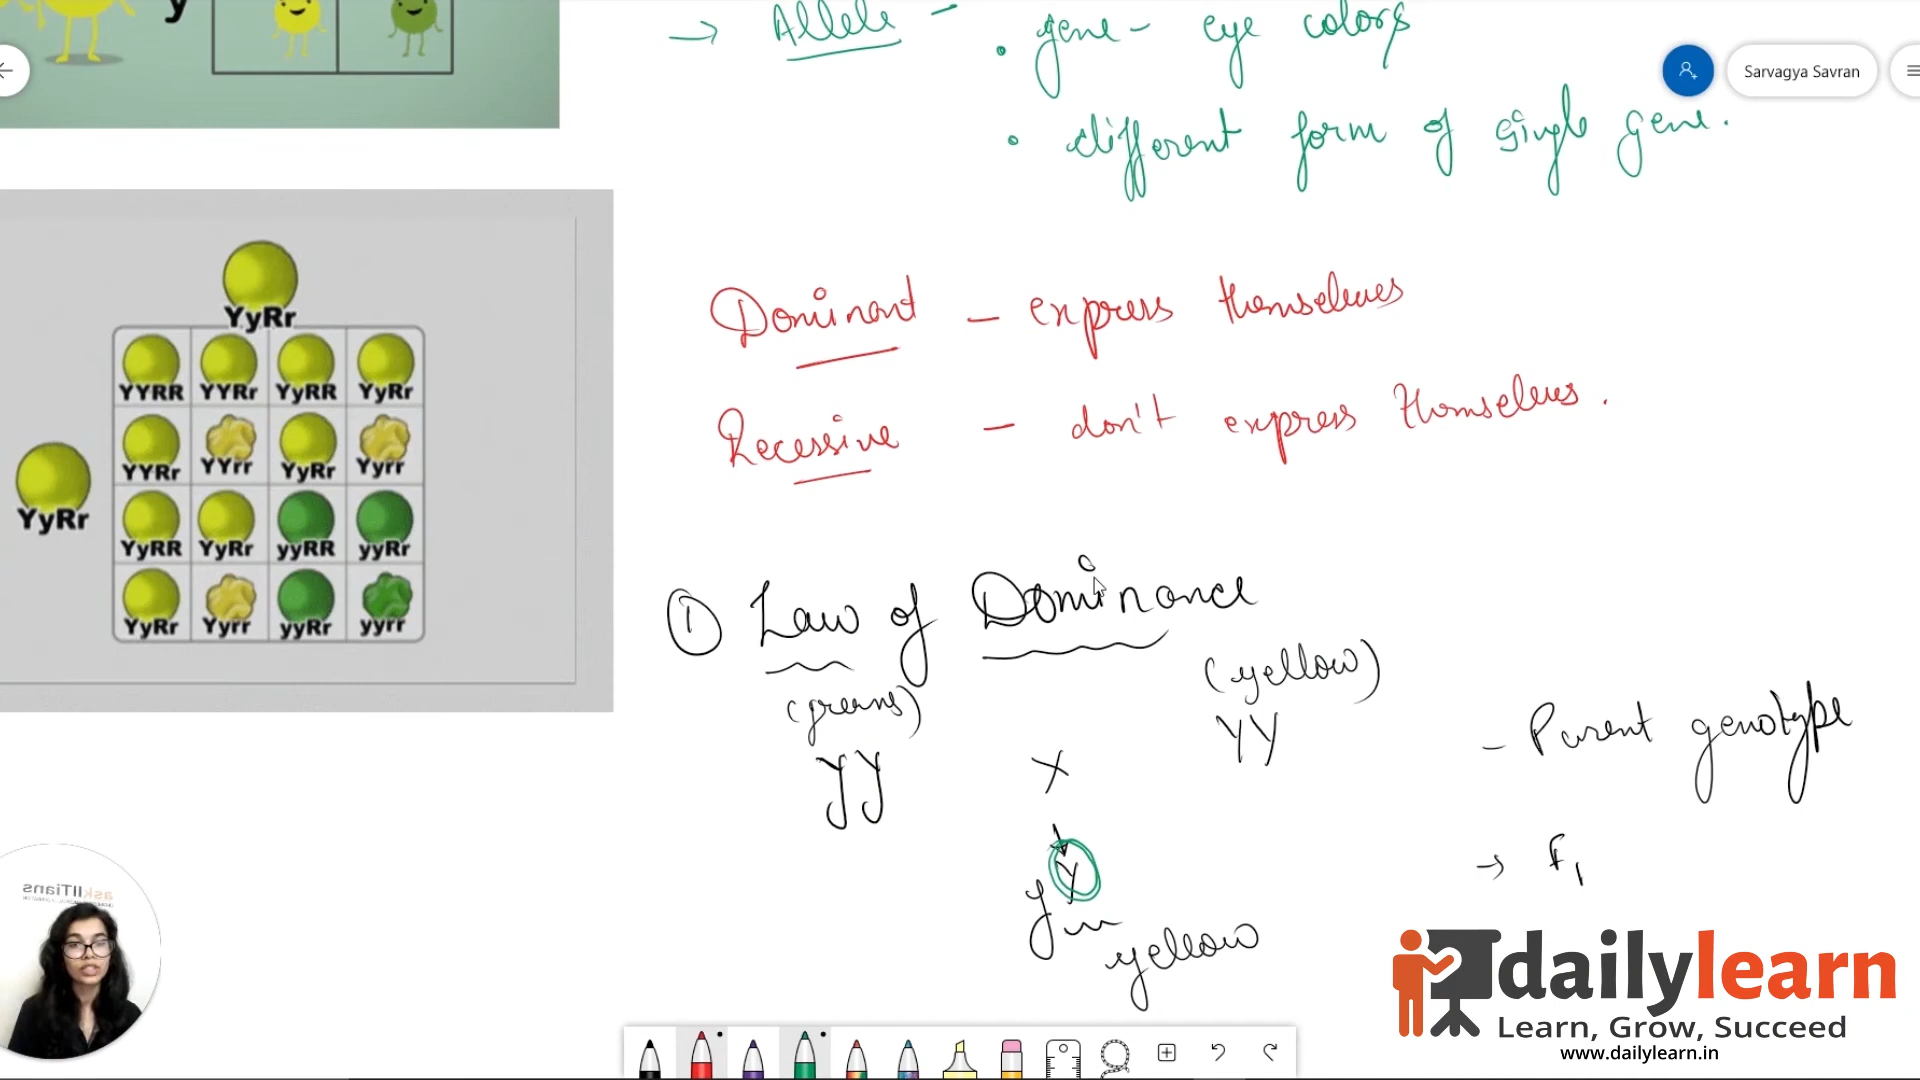 y
→ Allele -
• gene - eye colors
• different form of single gene.
Sarvagya Savran
Dominant - express themselves
Recessive - don't express themselves.
YyRr
YYRR YYRr YyRR YyRr
YyRr
YYRr YYrr YyRr Yyrr
YyRR YyRr yyRR yyRr
YyRr Yyrr yyRr yyrr
① Law of Dominance
(green) (yellow)
yy X YY - Parent genotype
yY → F1
yellow
askIITians
dailylearn
Learn, Grow, Succeed
www.dailylearn.in